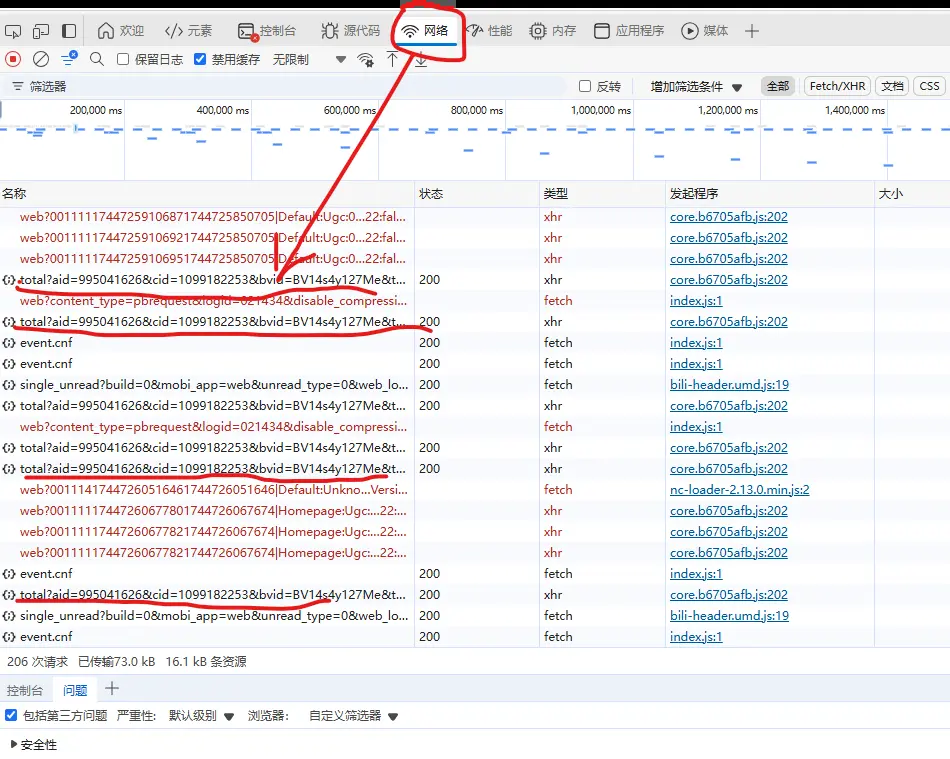 欢迎 元素 控制台 源代码 网络 性能 内存 应用程序 媒体
保留日志 禁用缓存 无限制
筛选器 反转 增加筛选条件 全部 Fetch/XHR 文档 CSS
200,000 ms 400,000 ms 600,000 ms 800,000 ms 1,000,000 ms 1,200,000 ms 1,400,000 ms
名称 状态 类型 发起程序 大小
web?00111117447259106871744725850705|Default:Ugc:0...22:fal... xhr core.b6705afb.js:202
web?00111117447259106921744725850705|Default:Ugc:0...22:fal... xhr core.b6705afb.js:202
web?00111117447259106951744725850705|Default:Ugc:0...22:fal... xhr core.b6705afb.js:202
total?aid=995041626&cid=1099182253&bvid=BV14s4y127Me&t... 200 xhr core.b6705afb.js:202
web?content_type=pbrequest&logid=021434&disable_compressi... fetch index.js:1
total?aid=995041626&cid=1099182253&bvid=BV14s4y127Me&t... 200 xhr core.b6705afb.js:202
event.cnf 200 fetch index.js:1
event.cnf 200 fetch index.js:1
single_unread?build=0&mobi_app=web&unread_type=0&web_lo... 200 fetch bili-header.umd.js:19
total?aid=995041626&cid=1099182253&bvid=BV14s4y127Me&t... 200 xhr core.b6705afb.js:202
web?content_type=pbrequest&logid=021434&disable_compressi... fetch index.js:1
total?aid=995041626&cid=1099182253&bvid=BV14s4y127Me&t... 200 xhr core.b6705afb.js:202
total?aid=995041626&cid=1099182253&bvid=BV14s4y127Me&t... 200 xhr core.b6705afb.js:202
web?00111417447260516461744726051646|Default:Unkno...Versi... fetch nc-loader-2.13.0.min.js:2
web?00111117447260677801744726067674|Homepage:Ugc:...22:... xhr core.b6705afb.js:202
web?00111117447260677821744726067674|Homepage:Ugc:...22:... xhr core.b6705afb.js:202
web?00111117447260677821744726067674|Homepage:Ugc:...22:... xhr core.b6705afb.js:202
event.cnf 200 fetch index.js:1
total?aid=995041626&cid=1099182253&bvid=BV14s4y127Me&t... 200 xhr core.b6705afb.js:202
single_unread?build=0&mobi_app=web&unread_type=0&web_lo... 200 fetch bili-header.umd.js:19
event.cnf 200 fetch index.js:1
206 次请求 已传输73.0 kB 16.1 kB 条资源
控制台 问题
包括第三方问题 严重性: 默认级别 浏览器: 自定义筛选器
安全性